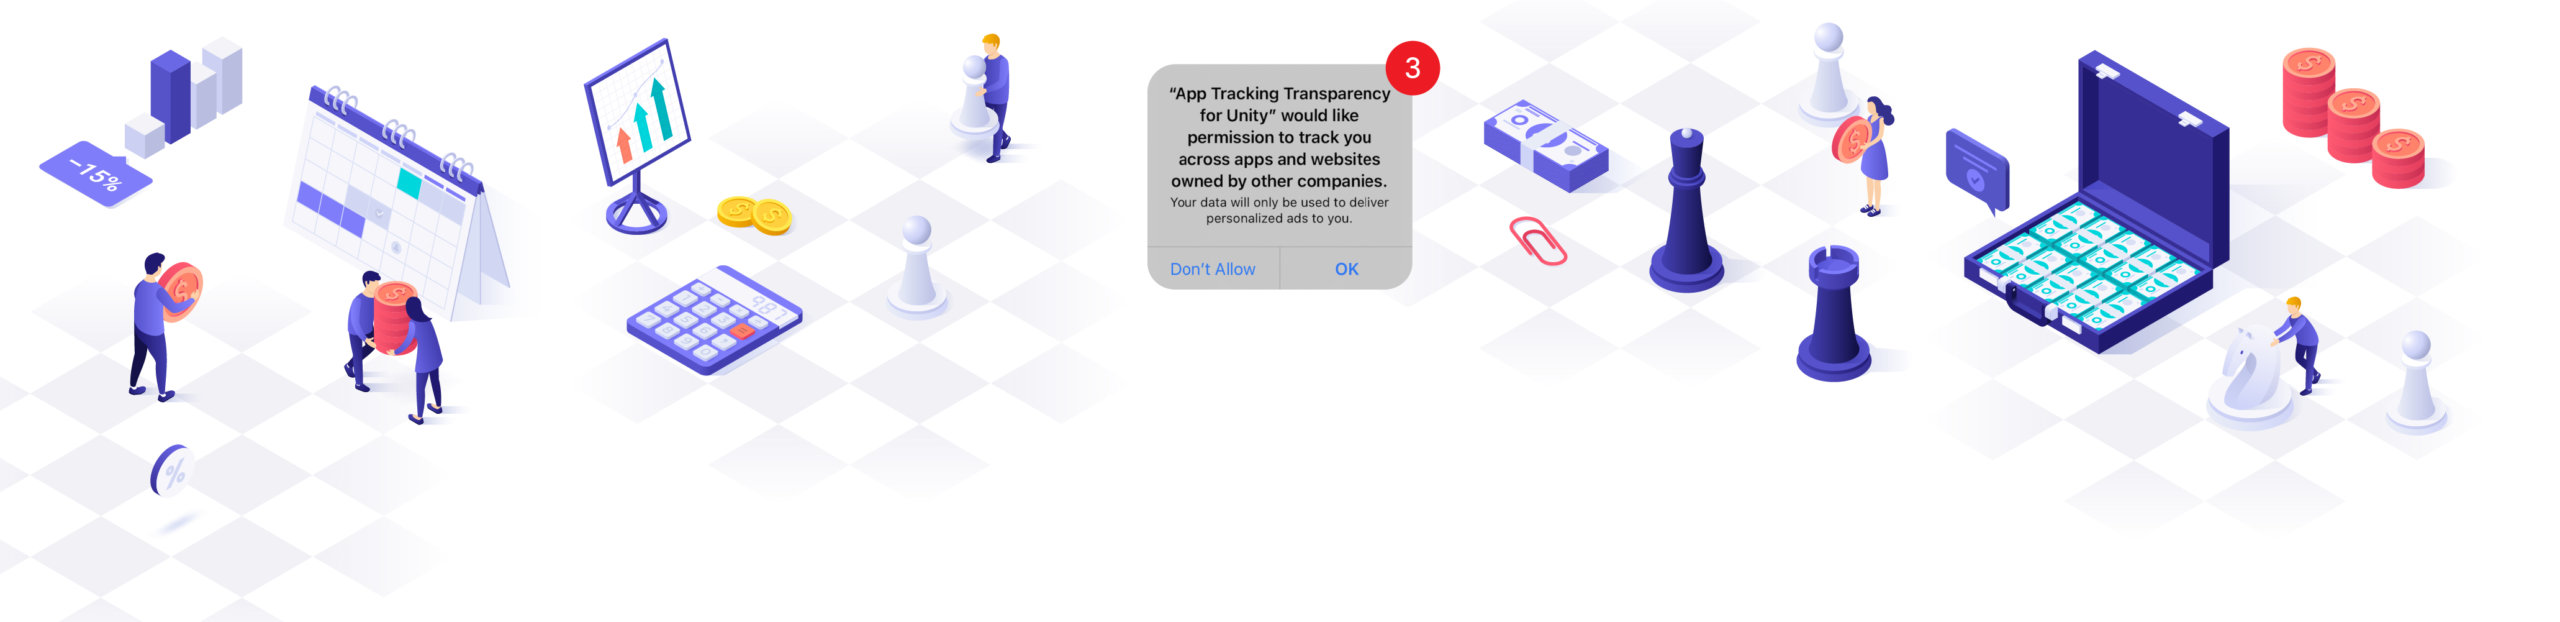 -15%
%
$
$
$ $
987
3
“App Tracking Transparency
for Unity” would like
permission to track you
across apps and websites
owned by other companies.
Your data will only be used to deliver
personalized ads to you.
Don’t Allow
OK
$
$
$
$